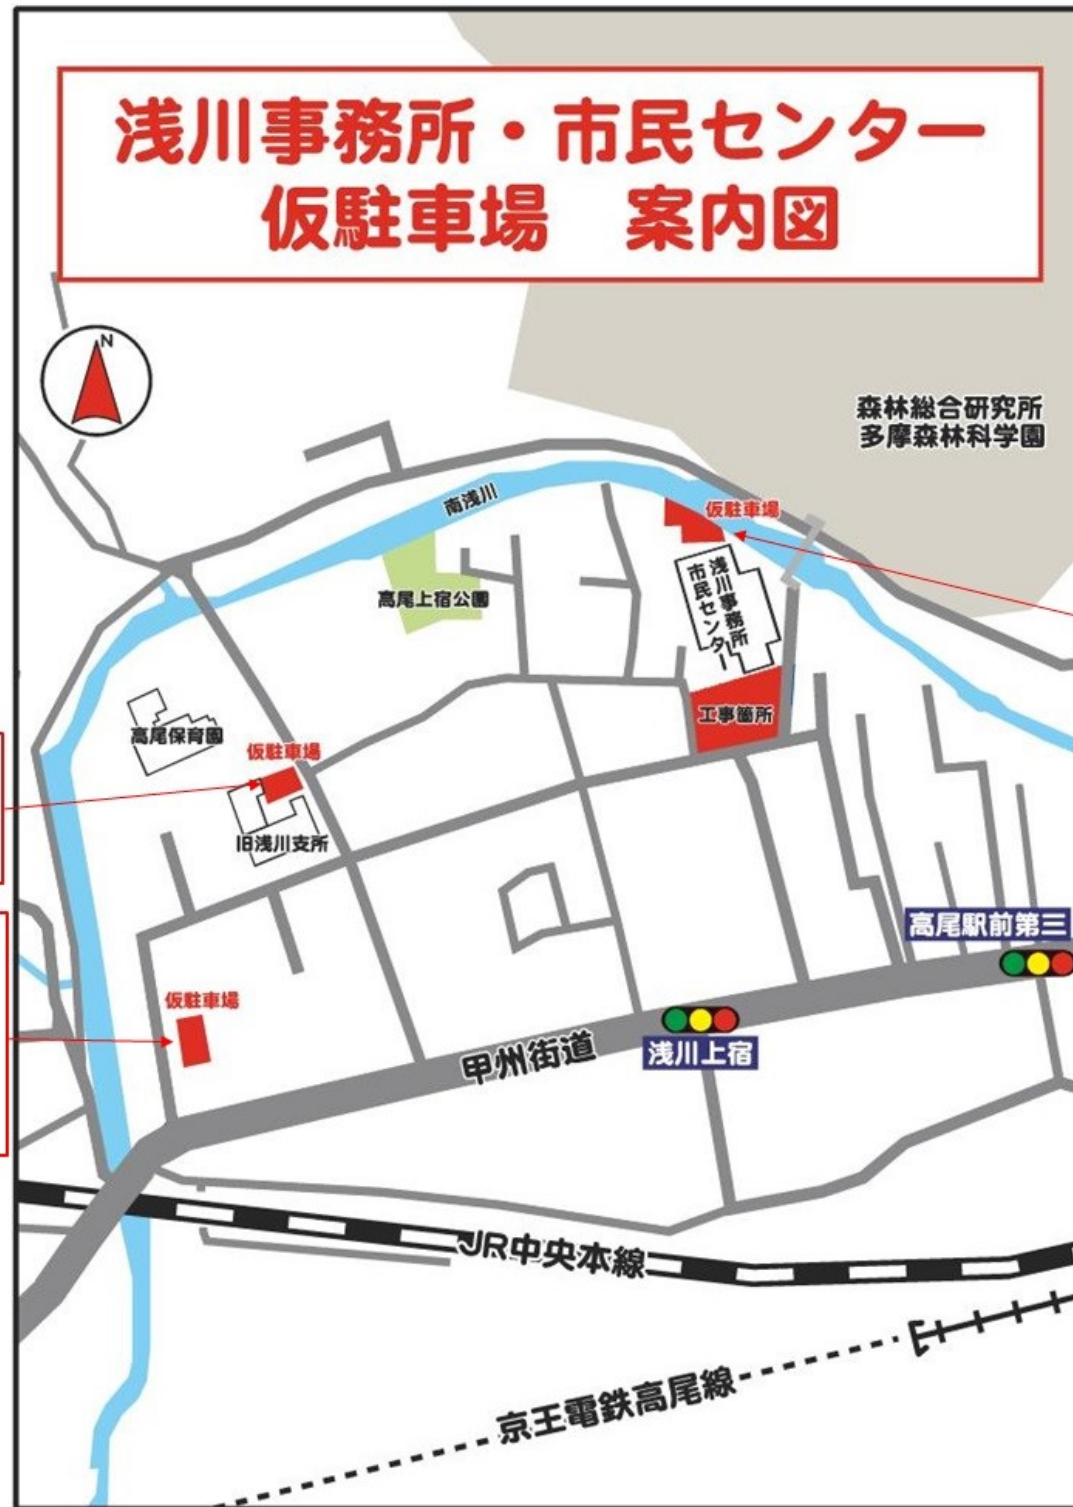 浅川事務所・市民センター
仮駐車場　案内図
N
森林総合研究所
多摩森林科学園
南浅川
仮駐車場
高尾上宿公園
浅川事務所
市民センター
高尾保育園
仮駐車場
工事箇所
旧浅川支所
高尾駅前第三
仮駐車場
浅川上宿
甲州街道
JR中央本線
京王電鉄高尾線